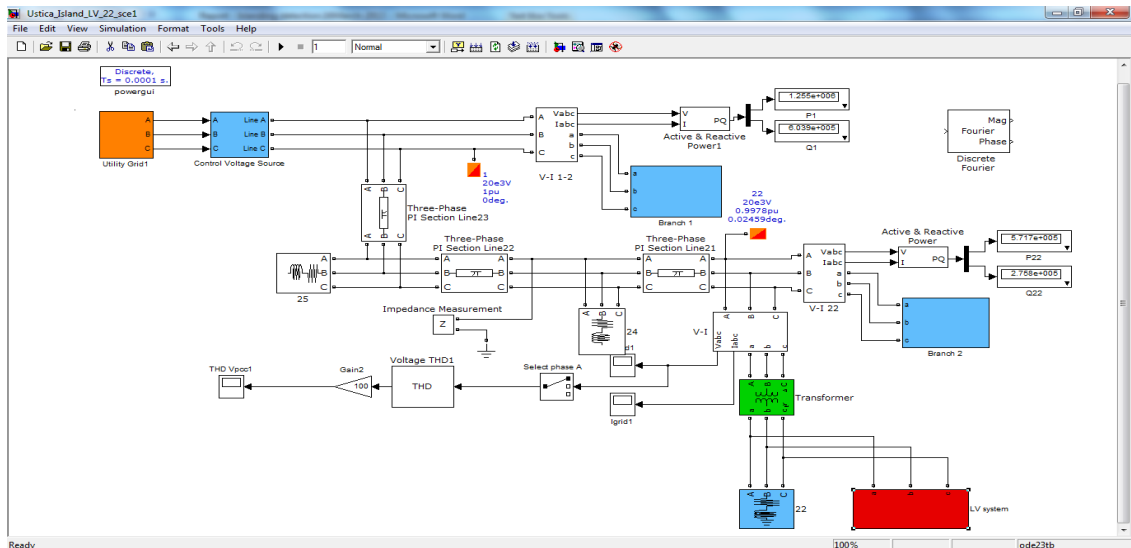 Ustica_Island_LV_22_sce1
File Edit View Simulation Format Tools Help
1 Normal
Discrete,
Ts = 0.0001 s.
powergui
A A Line A
B B Line B
C C Line C
Utility Grid1
Control Voltage Source
1
20e3V
1pu
0deg.
A Vabc
Iabc
B a
b
C c
V-I 1-2
V
I
PQ
Active & Reactive
Power1
1.255e+006
P1
6.039e+005
Q1
a
b
c
Branch 1
Mag
Fourier
Phase
Discrete
Fourier
A B C
A B C
Three-Phase
PI Section Line23
22
20e3V
0.9978pu
0.02459deg.
A
B
C
25
Three-Phase
PI Section Line22
A A
B B
C C
Three-Phase
PI Section Line21
A A
B B
C C
A Vabc
Iabc
B a
b
C c
V-I 22
Active & Reactive
Power
V
I
PQ
5.717e+005
P22
2.758e+005
Q22
a
b
c
Branch 2
Impedance Measurement
Z
A B C
24
d1
V-I
A B C
Vabc
Iabc
a b c
THD Vpcc1
Gain2
100
Voltage THD1
THD
Select phase A
Igrid1
A B C
a b c
Transformer
A B C
22
a b c
LV system
Ready 100% ode23tb